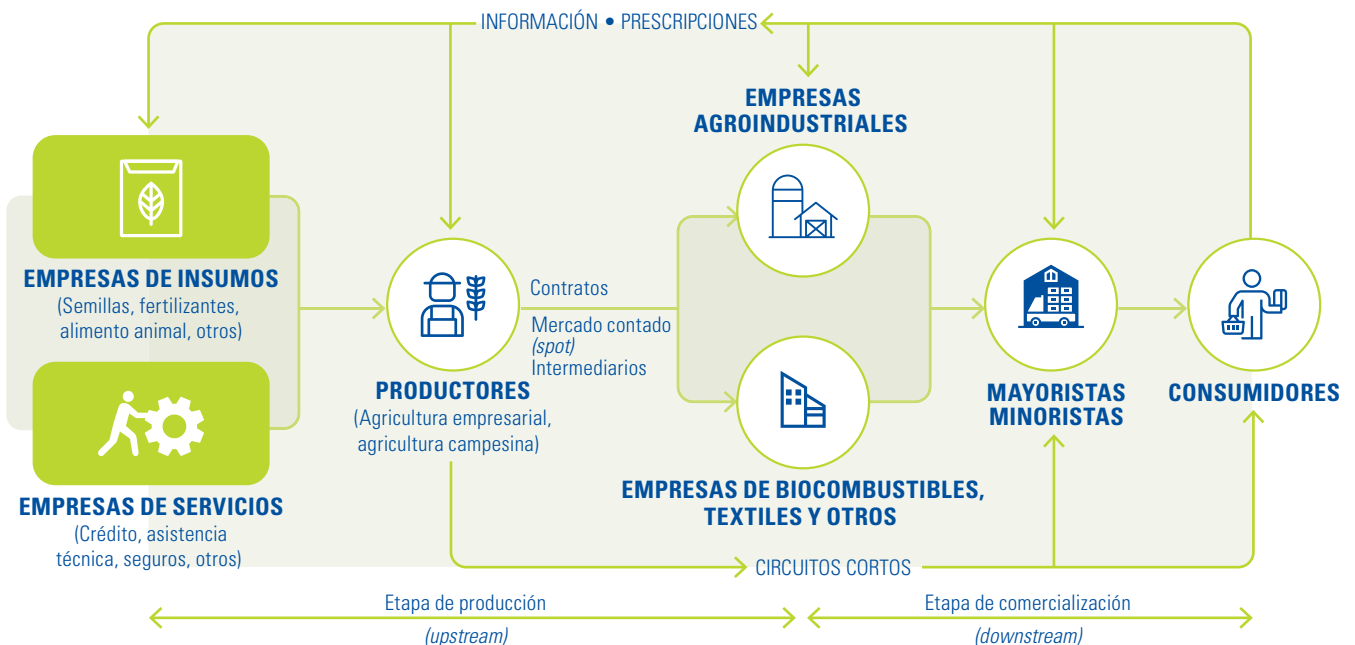 INFORMACIÓN • PRESCRIPCIONES
EMPRESAS
AGROINDUSTRIALES
EMPRESAS DE INSUMOS
(Semillas, fertilizantes,
alimento animal, otros)
Contratos
Mercado contado
(spot)
Intermediarios
PRODUCTORES
(Agricultura empresarial,
agricultura campesina)
MAYORISTAS
MINORISTAS
CONSUMIDORES
EMPRESAS DE SERVICIOS
(Crédito, asistencia
técnica, seguros, otros)
EMPRESAS DE BIOCOMBUSTIBLES,
TEXTILES Y OTROS
CIRCUITOS CORTOS
Etapa de producción
(upstream)
Etapa de comercialización
(downstream)